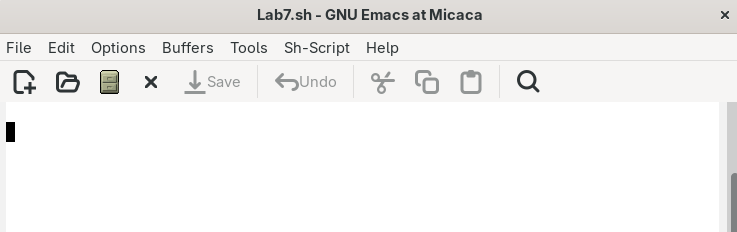 Lab7.sh - GNU Emacs at Micaca
File Edit Options Buffers Tools Sh-Script Help
Save Undo